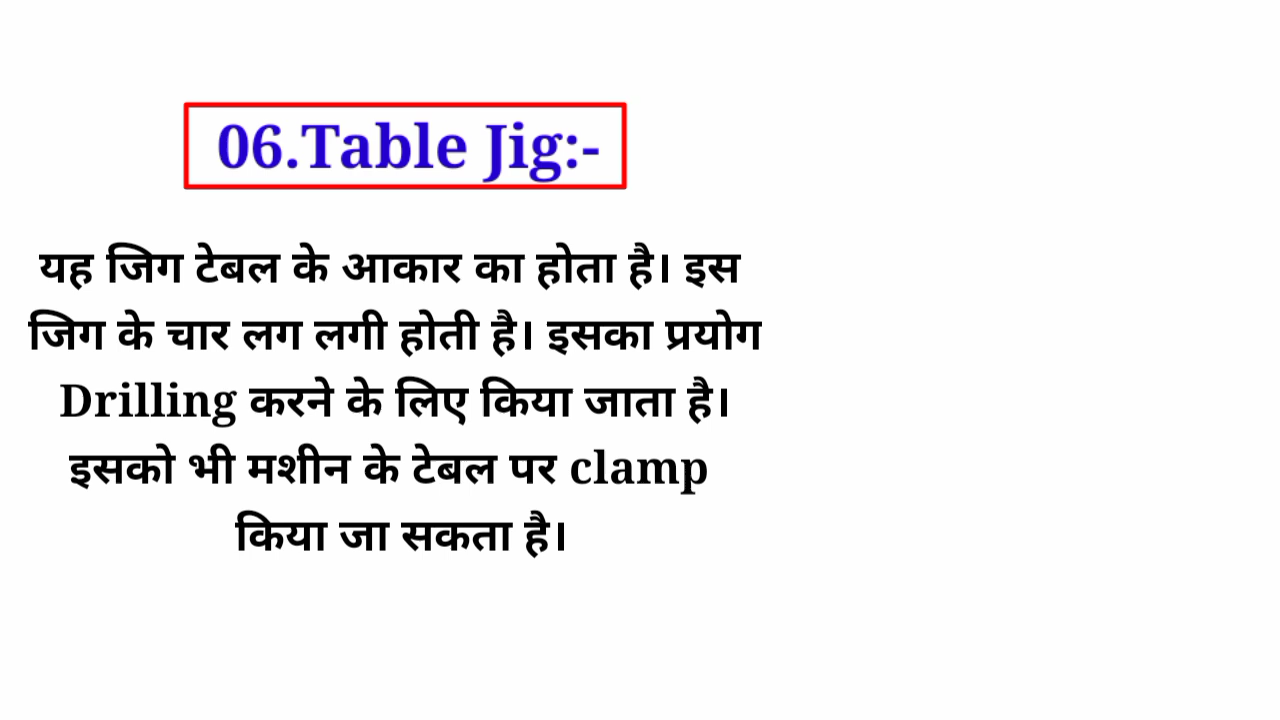 06.Table Jig:-
यह जिग टेबल के आकार का होता है। इस
जिग के चार लग लगी होती है। इसका प्रयोग
Drilling करने के लिए किया जाता है।
इसको भी मशीन के टेबल पर clamp
किया जा सकता है।